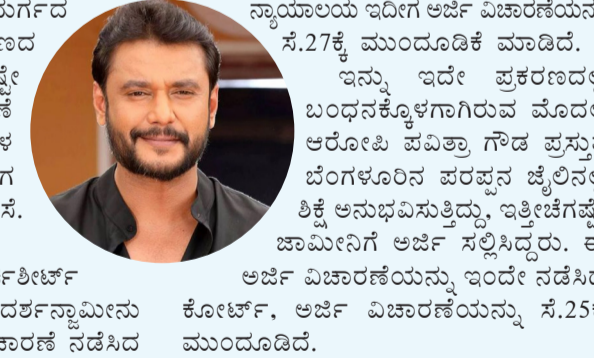 ದ
ಷ್ಟೇ
ಣೆ
ಳ
ಗ
ಸೆ.
ರ್ಶೀಟ್
ದರ್ಶನ್ಜಾಮೀನು
ಚಾರಣೆ ನಡೆಸಿದ
ನ್ಯಾಯಾಲಯ ಇದೀಗ ಅರ್ಜಿ ವಿಚಾರಣೆಯನ
ಸೆ.27ಕ್ಕೆ ಮುಂದೂಡಿಕೆ ಮಾಡಿದೆ.
ಇನ್ನು ಇದೇ ಪ್ರಕರಣದಲ
ಬಂಧನಕ್ಕೊಳಗಾಗಿರುವ ಮೊದಲ
ಆರೋಪಿ ಪವಿತ್ರಾ ಗೌಡ ಪ್ರಸ್ತುತ
ಬೆಂಗಳೂರಿನ ಪರಪ್ಪನ ಜೈಲಿನಲ
ಶಿಕ್ಷೆ ಅನುಭವಿಸುತ್ತಿದ್ದು, ಇತ್ತೀಚೆಗಷ್ಟೆ
ಜಾಮೀನಿಗೆ ಅರ್ಜಿ ಸಲ್ಲಿಸಿದ್ದರು. ಈ
ಅರ್ಜಿ ವಿಚಾರಣೆಯನ್ನು ಇಂದೇ ನಡೆಸಿದ
ಕೋರ್ಟ್, ಅರ್ಜಿ ವಿಚಾರಣೆಯನ್ನು ಸೆ.25ಕ
ಮುಂದೂಡಿದೆ.